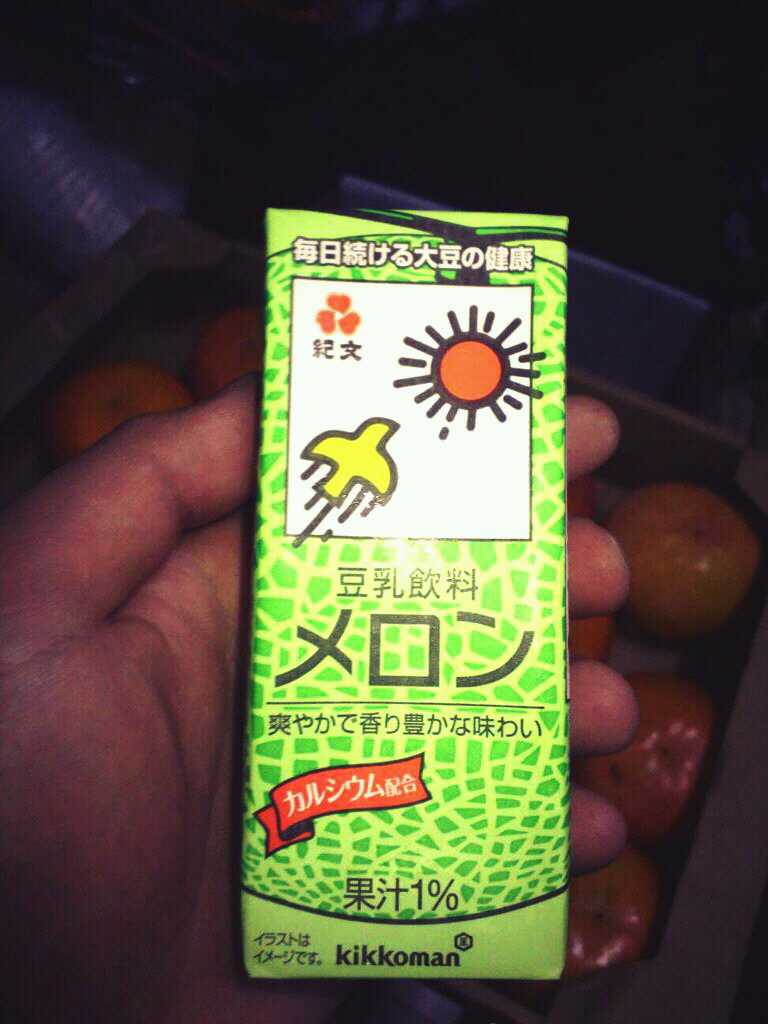 毎日続ける大豆の健康
紀文
豆乳飲料
メロン
爽やかで香り豊かな味わい
カルシウム配合
果汁1%
イラストは
イメージです。
kikkoman